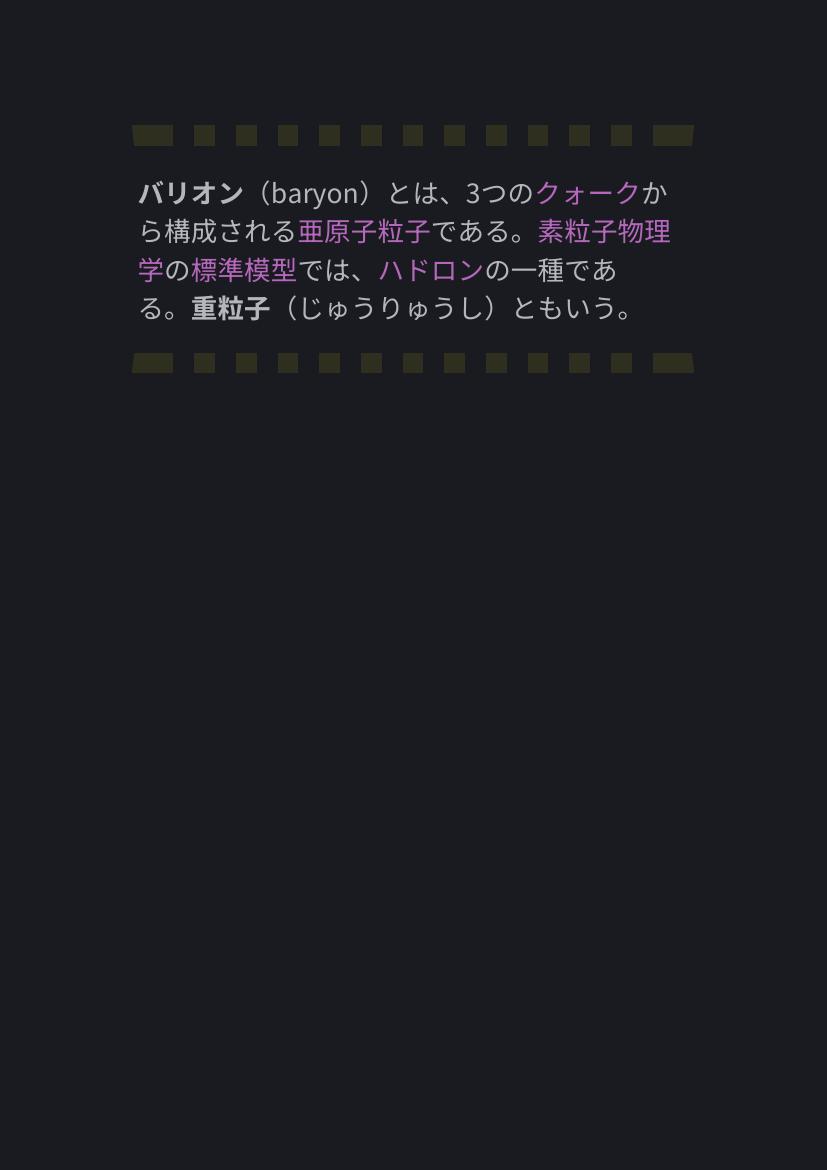 バリオン（baryon）とは、3つのクォークか
ら構成される亜原子粒子である。素粒子物理
学の標準模型では、ハドロンの一種であ
る。重粒子（じゅうりゅうし）ともいう。